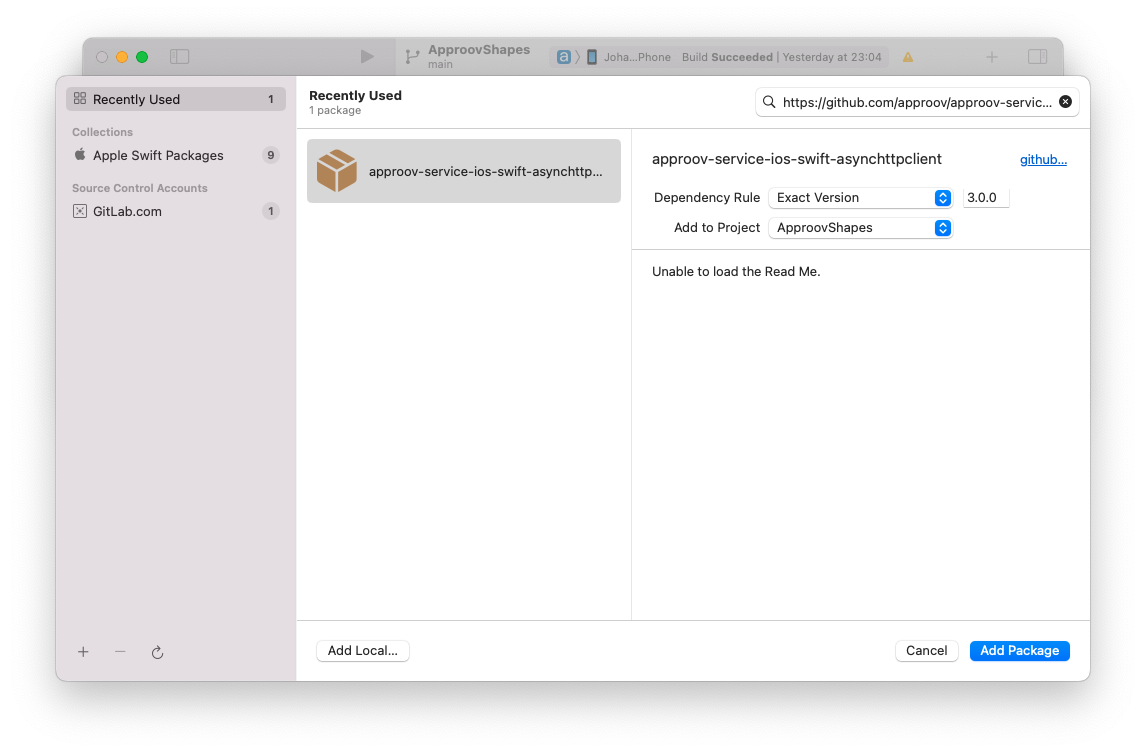 ApproovShapes
main
a
Joha...Phone Build Succeeded | Yesterday at 23:04
Recently Used 1
Collections
Apple Swift Packages 9
Source Control Accounts
GitLab.com 1
Recently Used
1 package
https://github.com/approov/approov-servic...
approov-service-ios-swift-asynchttp...
approov-service-ios-swift-asynchttpclient github...
Dependency Rule Exact Version 3.0.0
Add to Project ApproovShapes
Unable to load the Read Me.
Add Local... Cancel Add Package